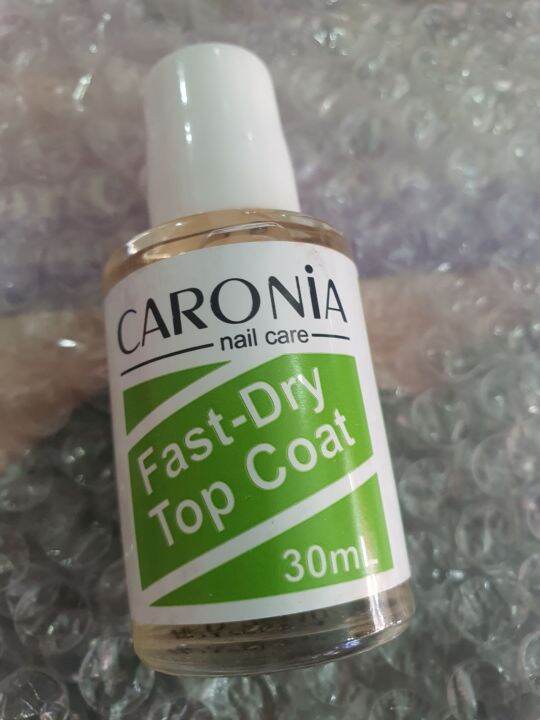 CARONiA
nail care
Fast-Dry
Top Coat
30mL